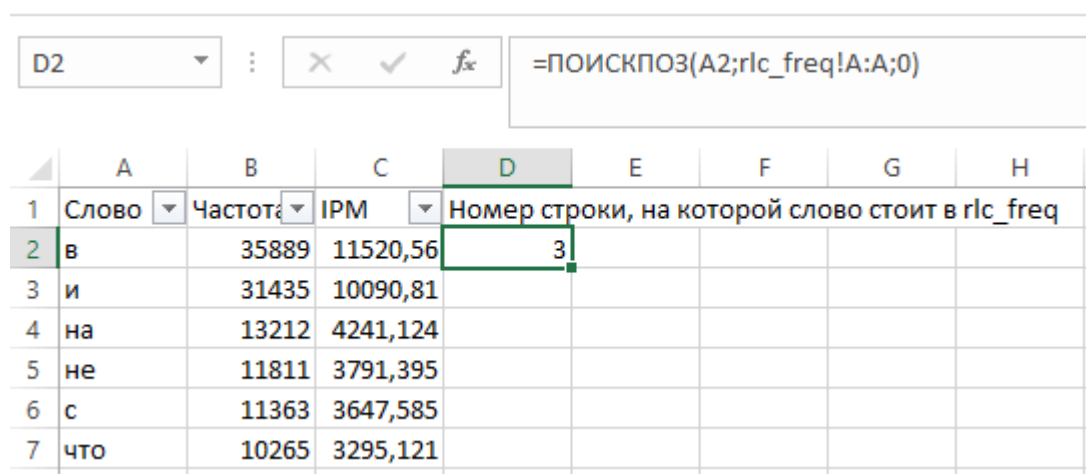 D2 fx =ПОИСКПОЗ(A2;rlc_freq!A:A;0)
A B C D E F G H
1 Слово Частота IPM Номер строки, на которой слово стоит в rlc_freq
2 в 35889 11520,56 3
3 и 31435 10090,81
4 на 13212 4241,124
5 не 11811 3791,395
6 с 11363 3647,585
7 что 10265 3295,121